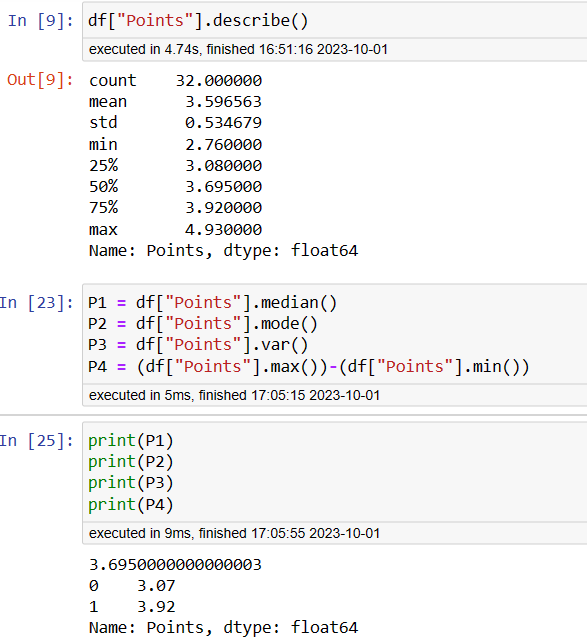 In [9]: df["Points"].describe()
executed in 4.74s, finished 16:51:16 2023-10-01
Out[9]: count    32.000000
mean      3.596563
std       0.534679
min       2.760000
25%       3.080000
50%       3.695000
75%       3.920000
max       4.930000
Name: Points, dtype: float64
In [23]: P1 = df["Points"].median()
P2 = df["Points"].mode()
P3 = df["Points"].var()
P4 = (df["Points"].max())-(df["Points"].min())
executed in 5ms, finished 17:05:15 2023-10-01
In [25]: print(P1)
print(P2)
print(P3)
print(P4)
executed in 9ms, finished 17:05:55 2023-10-01
3.6950000000000003
0    3.07
1    3.92
Name: Points, dtype: float64